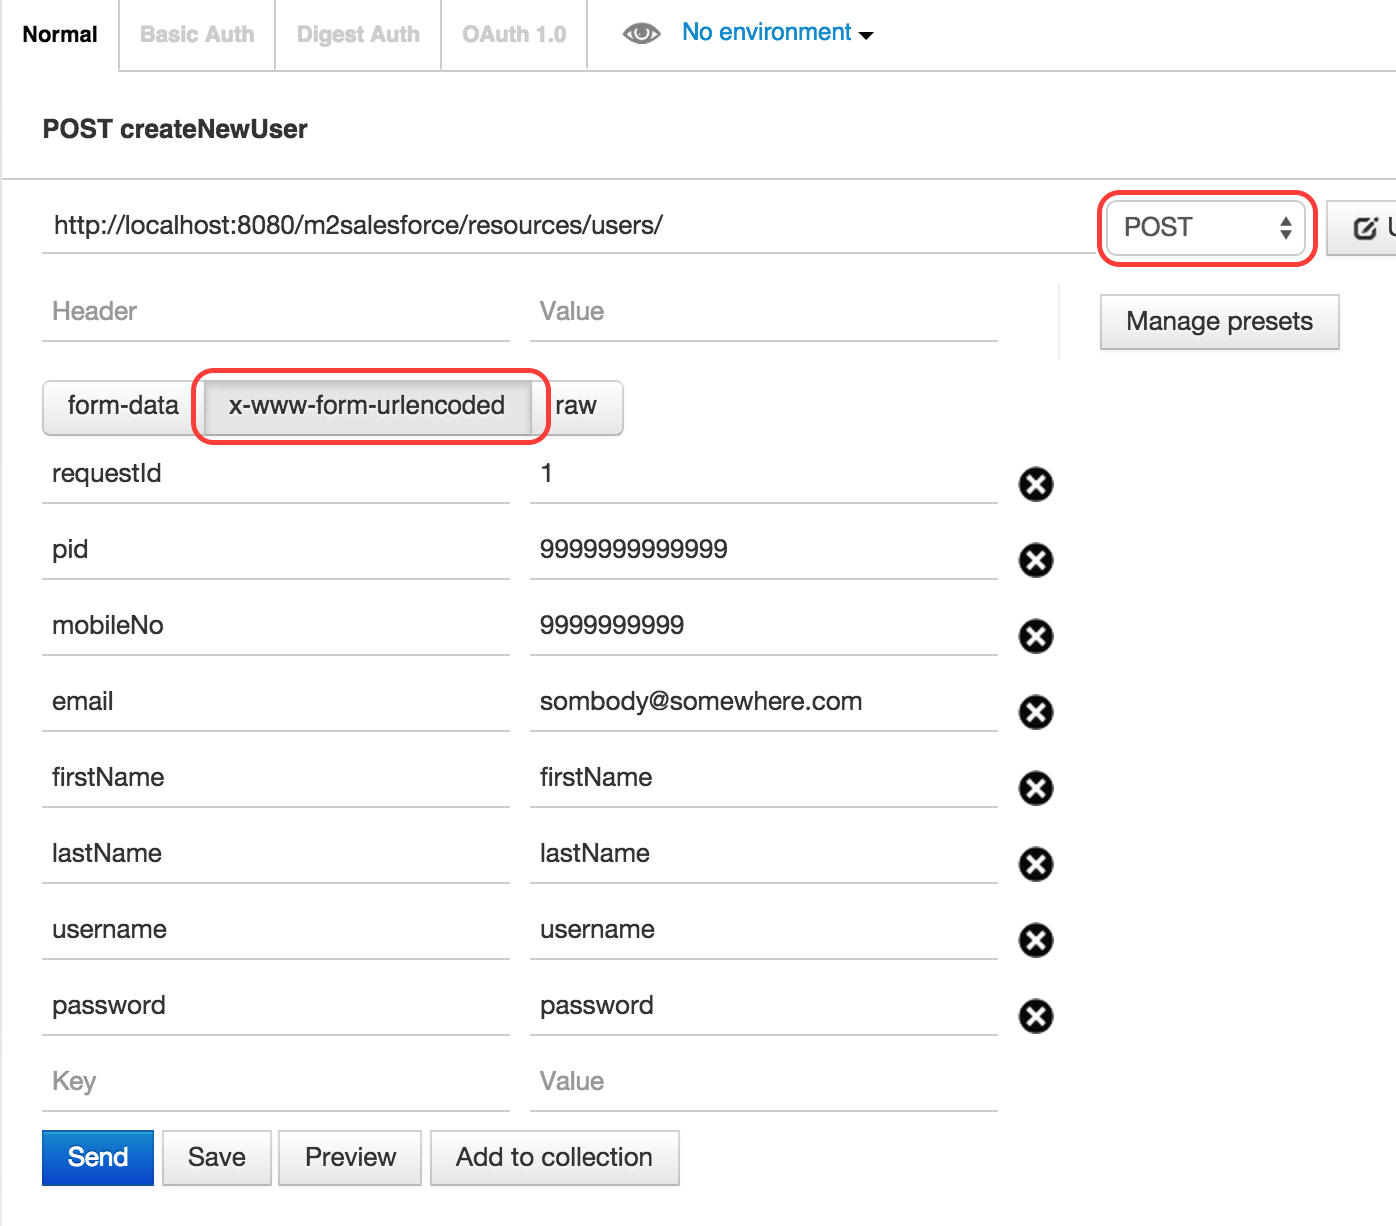 Normal Basic Auth Digest Auth OAuth 1.0 No environment
POST createNewUser
http://localhost:8080/m2salesforce/resources/users/ POST U
Header Value Manage presets
form-data x-www-form-urlencoded raw
requestId 1
pid 9999999999999
mobileNo 9999999999
email sombody@somewhere.com
firstName firstName
lastName lastName
username username
password password
Key Value
Send Save Preview Add to collection